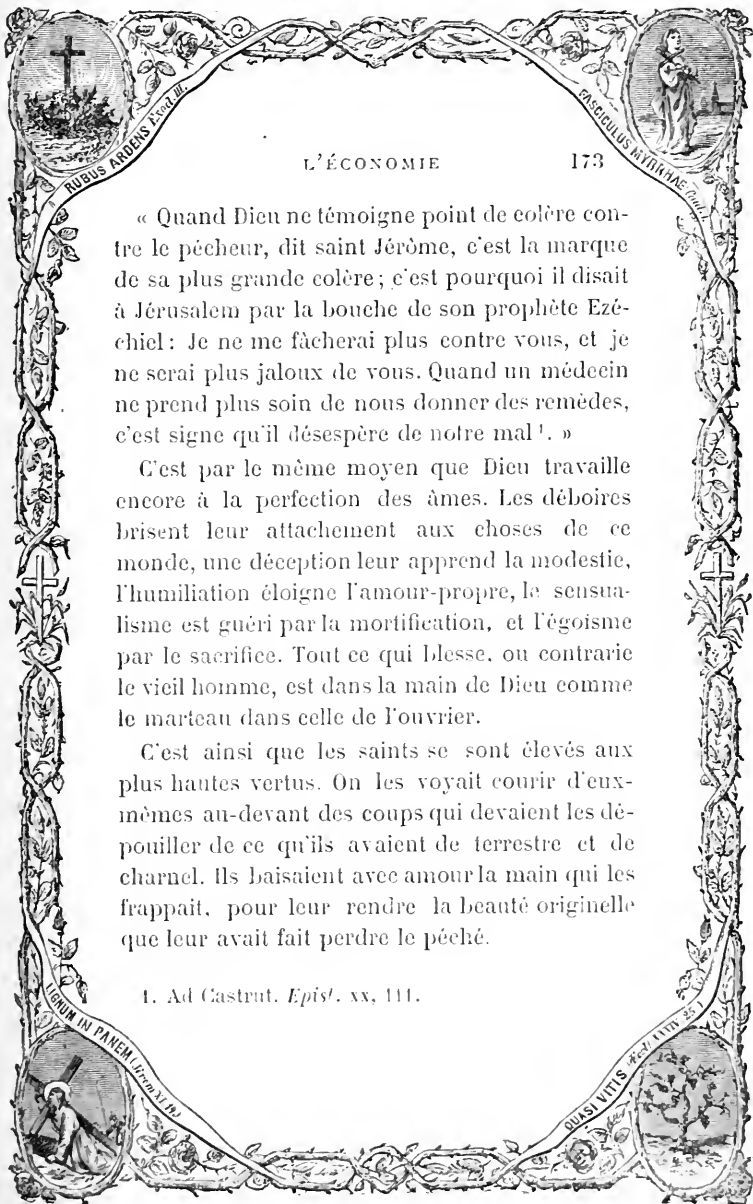 RUBUS ARDENS Exod. III.
FASCICULUS MYRRHAE Cant. I.
L'ÉCONOMIE 173
« Quand Dieu ne témoigne point de colère con-
tre le pécheur, dit saint Jérôme, c'est la marque
de sa plus grande colère; c'est pourquoi il disait
à Jérusalem par la bouche de son prophète Ezé-
chiel: Je ne me fâcherai plus contre vous, et je
ne serai plus jaloux de vous. Quand un médecin
ne prend plus soin de nous donner des remèdes,
c'est signe qu'il désespère de notre mal¹. »
C'est par le même moyen que Dieu travaille
encore à la perfection des âmes. Les déboires
brisent leur attachement aux choses de ce
monde, une déception leur apprend la modestie,
l'humiliation éloigne l'amour-propre, le sensua-
lisme est guéri par la mortification, et l'égoïsme
par le sacrifice. Tout ce qui blesse, ou contrarie
le vieil homme, est dans la main de Dieu comme
le marteau dans celle de l'ouvrier.
C'est ainsi que les saints se sont élevés aux
plus hautes vertus. On les voyait courir d'eux-
mêmes au-devant des coups qui devaient les dé-
pouiller de ce qu'ils avaient de terrestre et de
charnel. Ils baisaient avec amour la main qui les
frappait, pour leur rendre la beauté originelle
que leur avait fait perdre le péché.
1. Ad Castrut. Epist. XX, 111.
LIGNUM IN PANEM (Jérem XI. 19)
QUASI VITIS (Eccli XXIV 23)